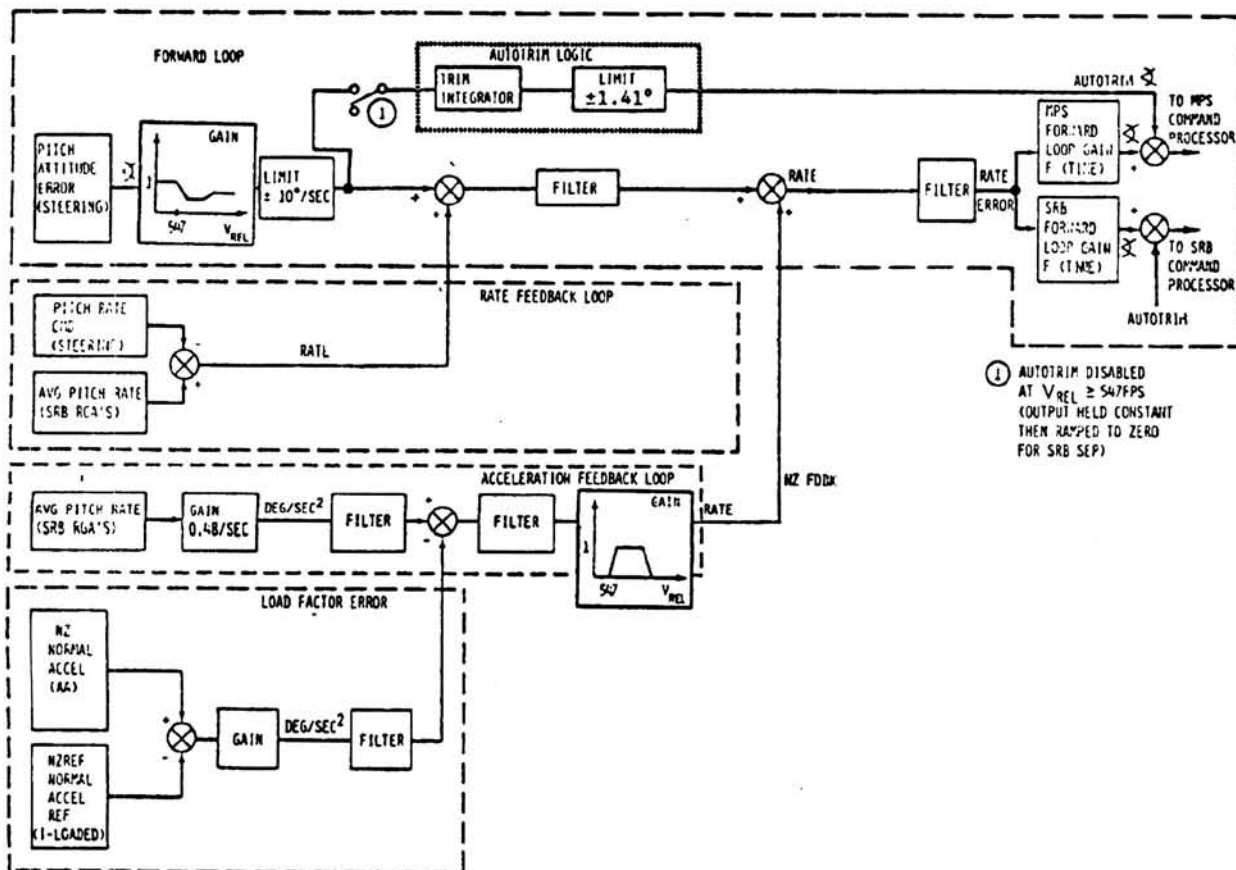 FORWARD LOOP
AUTOTRIM LOGIC
TRIM
INTEGRATOR
LIMIT
±1.41°
1
AUTOTRIM ∢
TO MPS
COMMAND
PROCESSOR
PITCH
ATTITUDE
ERROR
(STEERING)
∢
GAIN
1
547
VREL
LIMIT
± 10°/SEC
-
+
+
FILTER
+
+
RATE
FILTER
RATE
ERROR
MPS
FORWARD
LOOP GAIN
F (TIME)
∢
+
SRB
FORWARD
LOOP GAIN
F (TIME)
∢
+
TO SRB
COMMAND
PROCESSOR
AUTOTRIM
RATE FEEDBACK LOOP
PITCH RATE
CMD
(STEERING)
-
+
RATE
AVG PITCH RATE
(SRB RGA'S)
1 AUTOTRIM DISABLED
AT VREL ≥ 547FPS
(OUTPUT HELD CONSTANT
THEN RAMPED TO ZERO
FOR SRB SEP)
ACCELERATION FEEDBACK LOOP
AVG PITCH RATE
(SRB RGA'S)
GAIN
0.48/SEC
DEG/SEC²
FILTER
+
-
FILTER
GAIN
1
547
VREL
RATE
NZ FDBK
LOAD FACTOR ERROR
NZ
NORMAL
ACCEL
(AA)
+
-
GAIN
DEG/SEC²
FILTER
NZREF
NORMAL
ACCEL
REF
(I-LOADED)